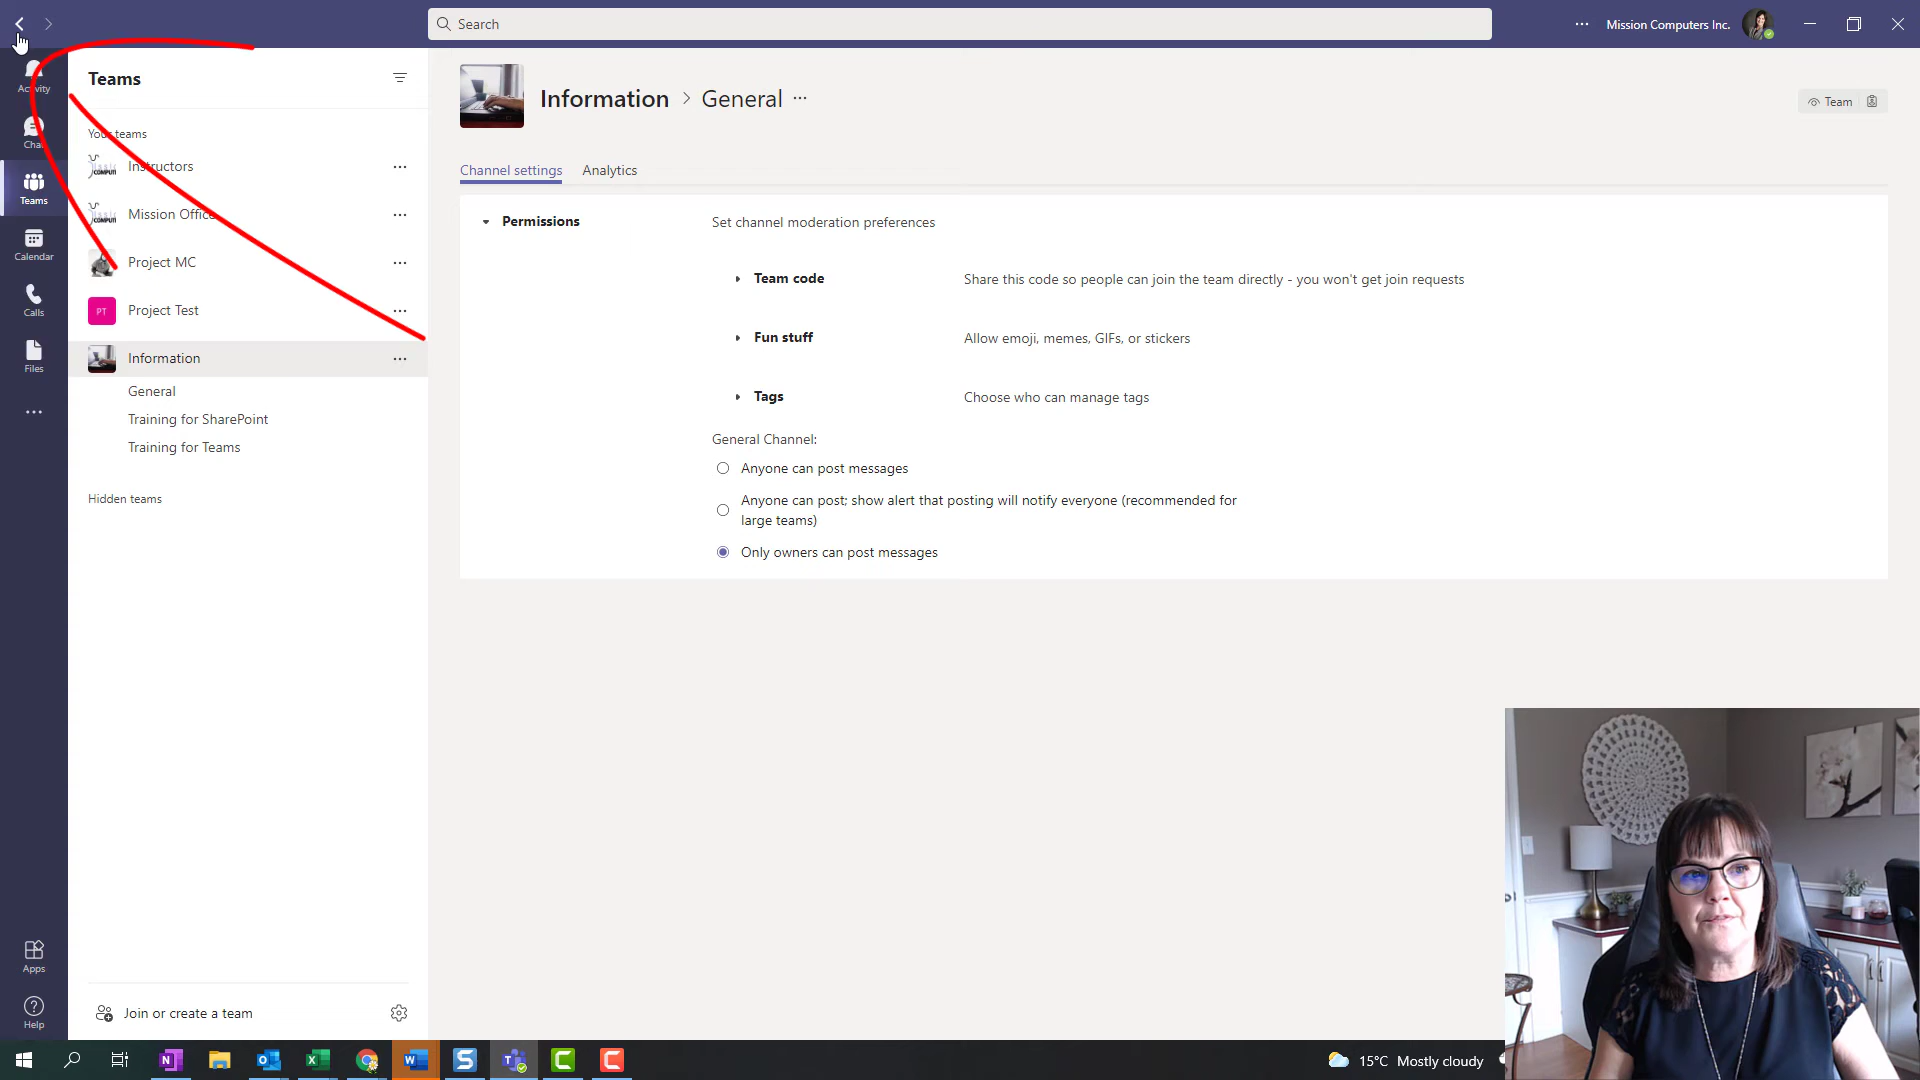 Search
Mission Computers Inc.
Activity
Chat
Teams
Calendar
Calls
Files
Apps
Help
Teams
Your teams
Instructors
Mission Office
Project MC
PT
Project Test
Information
General
Training for SharePoint
Training for Teams
Hidden teams
Join or create a team
Information > General
Team
Channel settings Analytics
Permissions
Set channel moderation preferences
Team code
Share this code so people can join the team directly - you won't get join requests
Fun stuff
Allow emoji, memes, GIFs, or stickers
Tags
Choose who can manage tags
General Channel:
Anyone can post messages
Anyone can post; show alert that posting will notify everyone (recommended for
large teams)
Only owners can post messages
15°C Mostly cloudy